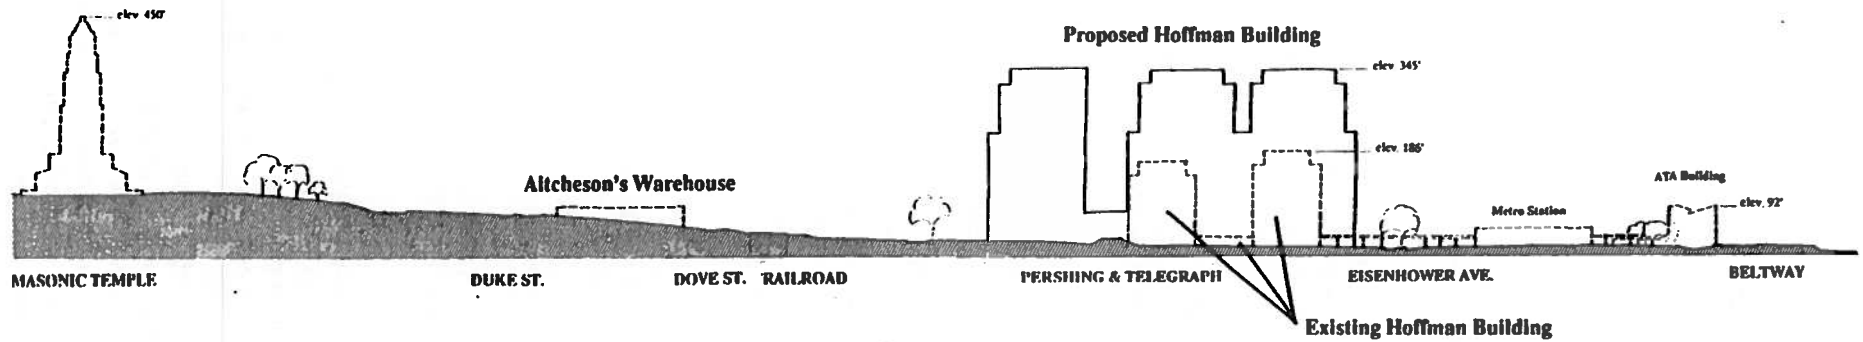 elev. 450'
Proposed Hoffman Building
elev. 345'
elev. 186'
Aitcheson's Warehouse
ATA Building
elev. 92'
Metro Station
MASONIC TEMPLE
DUKE ST.
DOVE ST.
RAILROAD
PERSHING & TELEGRAPH
EISENHOWER AVE.
BELTWAY
Existing Hoffman Building